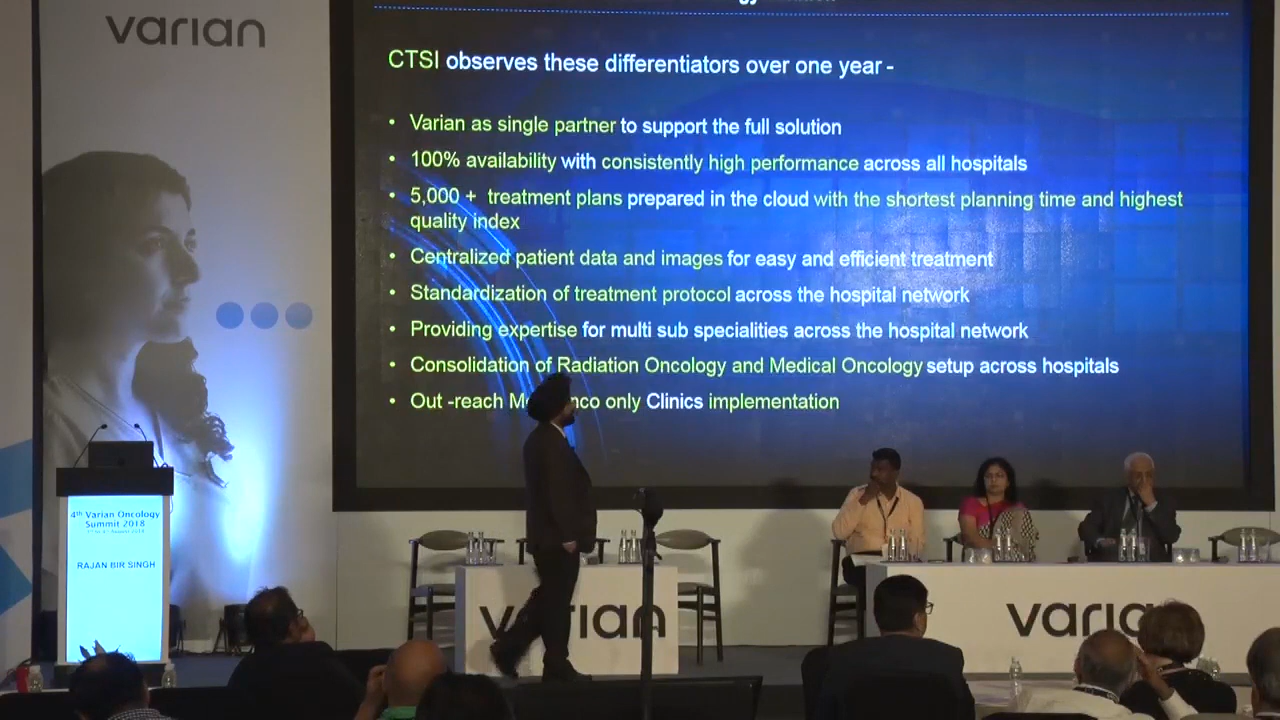 varian
CTSI observes these differentiators over one year -
• Varian as single partner to support the full solution
• 100% availability with consistently high performance across all hospitals
• 5,000 + treatment plans prepared in the cloud with the shortest planning time and highest
quality index
• Centralized patient data and images for easy and efficient treatment
• Standardization of treatment protocol across the hospital network
• Providing expertise for multi sub specialities across the hospital network
• Consolidation of Radiation Oncology and Medical Oncology setup across hospitals
• Out -reach only Clinics implementation
4th Varian Oncology
Summit 2018
RAJAN BIR SINGH
varian
varian